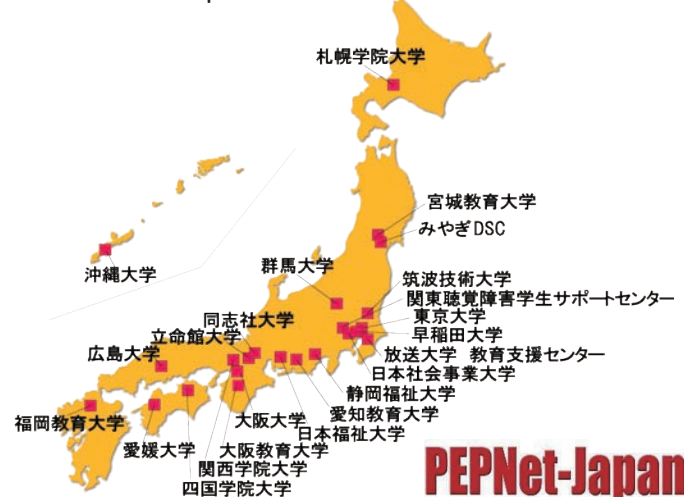 札幌学院大学
宮城教育大学
みやぎDSC
沖縄大学
群馬大学
筑波技術大学
関東聴覚障害学生サポートセンター
東京大学
早稲田大学
放送大学 教育支援センター
日本社会事業大学
同志社大学
立命館大学
広島大学
静岡福祉大学
愛知教育大学
日本福祉大学
福岡教育大学
大阪大学
愛媛大学
大阪教育大学
関西学院大学
四国学院大学
PEPNet-Japan